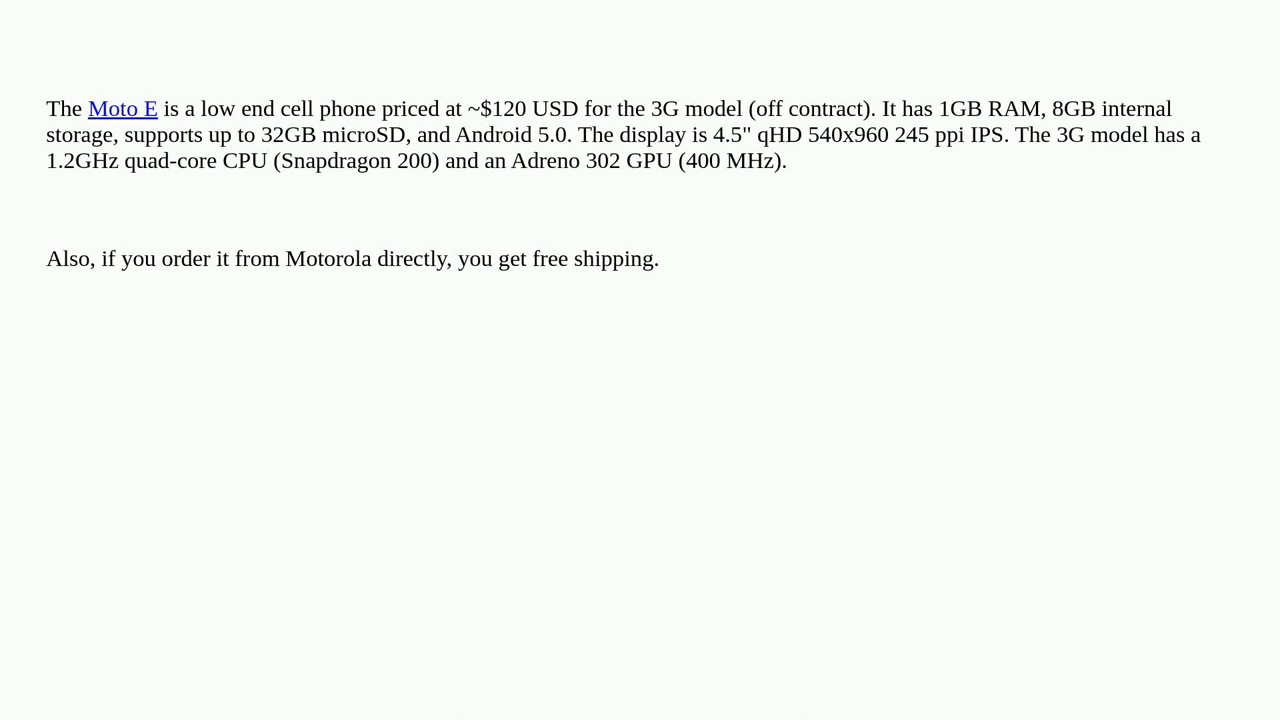 The Moto E is a low end cell phone priced at ~$120 USD for the 3G model (off contract). It has 1GB RAM, 8GB internal
storage, supports up to 32GB microSD, and Android 5.0. The display is 4.5" qHD 540x960 245 ppi IPS. The 3G model has a
1.2GHz quad-core CPU (Snapdragon 200) and an Adreno 302 GPU (400 MHz).
Also, if you order it from Motorola directly, you get free shipping.